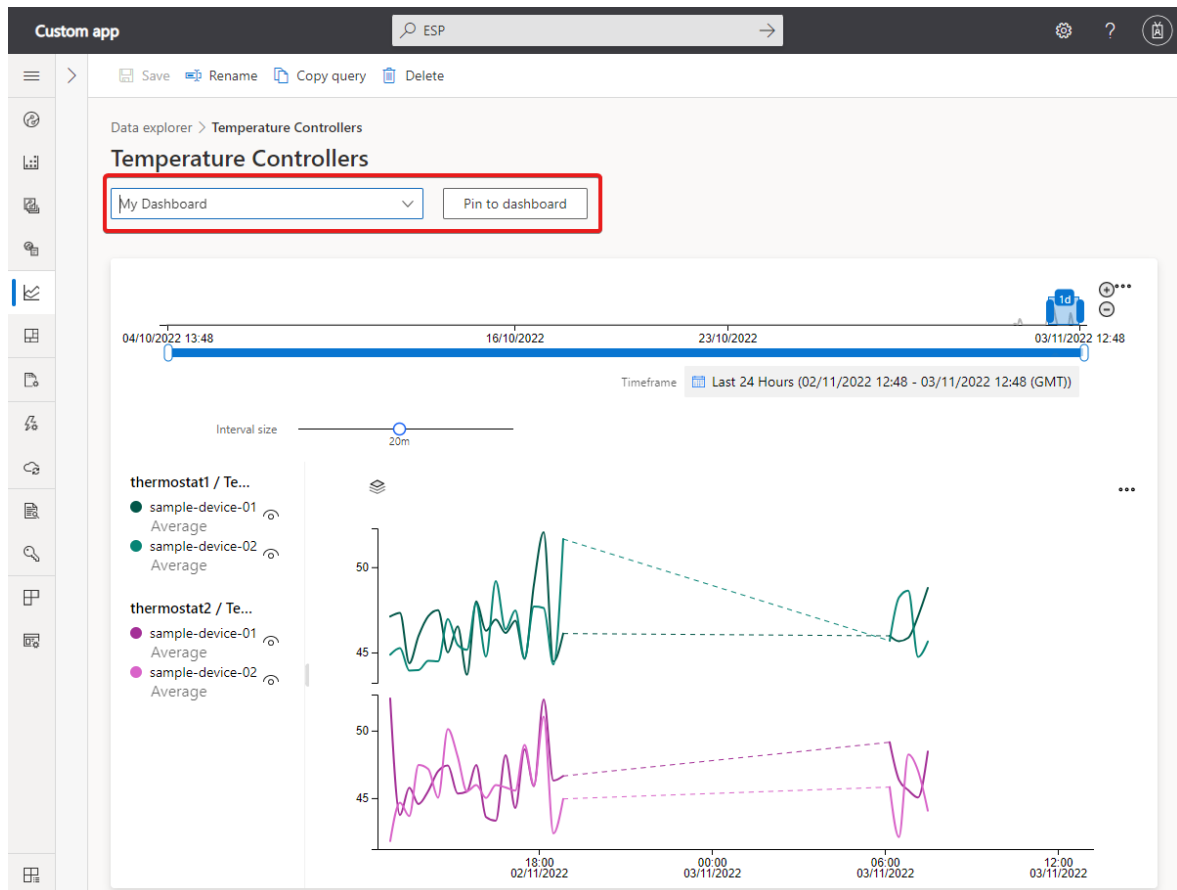 Custom app
ESP
Save Rename Copy query Delete
Data explorer > Temperature Controllers
Temperature Controllers
My Dashboard
Pin to dashboard
1d
04/10/2022 13:48 16/10/2022 23/10/2022 03/11/2022 12:48
Timeframe Last 24 Hours (02/11/2022 12:48 - 03/11/2022 12:48 (GMT))
Interval size
20m
thermostat1 / Te...
sample-device-01
Average
sample-device-02
Average
thermostat2 / Te...
sample-device-01
Average
sample-device-02
Average
50
45
50
45
18:00 00:00 06:00 12:00
02/11/2022 03/11/2022 03/11/2022 03/11/2022